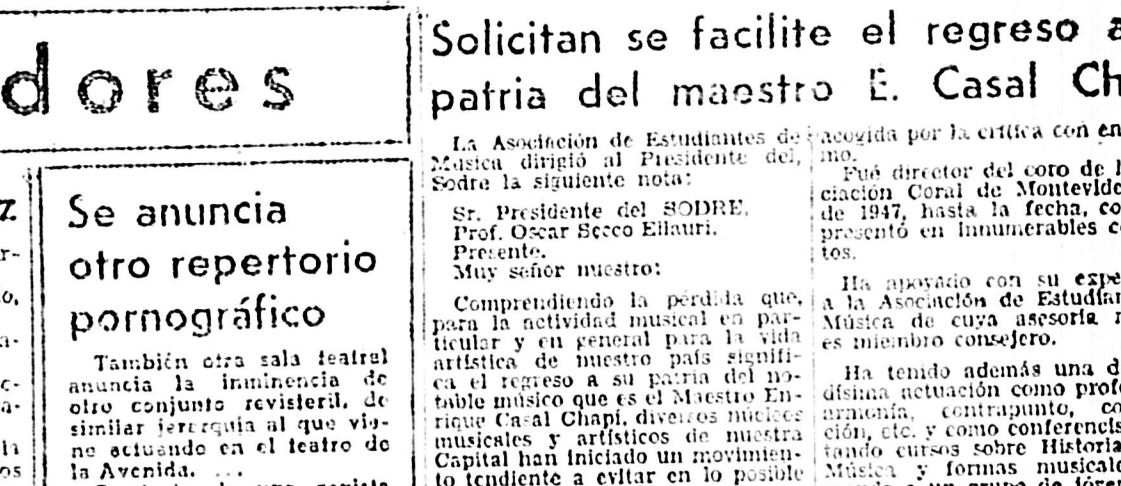 dores
Se anuncia
otro repertorio
pornográfico
También otra sala teatral
anuncia la inminencia de
otro conjunto revisteril, de
similar jerarquía al que vie-
ne actuando en el teatro de
la Avenida. ...
Solicitan se facilite el regreso a
patria del maestro E. Casal Ch
La Asociación de Estudiantes de
Música dirigió al Presidente del
Sodre la siguiente nota:
Sr. Presidente del SODRE.
Prof. Oscar Secco Ellauri.
Presente.
Muy señor nuestro:
Comprendiendo la pérdida que,
para la actividad musical en par-
ticular y en general para la vida
artística de nuestro país signifi-
ca el regreso a su patria del no-
table músico que es el Maestro En-
rique Casal Chapí, diversos núcleos
musicales y artísticos de nuestra
Capital han iniciado un movimien-
to tendiente a evitar en lo posible
acogida por la crítica con en
mo.
Fué director del coro de l
ciación Coral de Montevide
de 1947, hasta la fecha, co
presentó en innumerables c
tos.
Ha apoyado con su expe
a la Asociación de Estudian
Música de cuya asesoría
es miembro consejero.
Ha tenido además una d
dísima actuación como profe
armonía, contrapunto, co
ción, etc. y como conferencis
tando cursos sobre Historia
Música y formas musicale
grupo de jóven